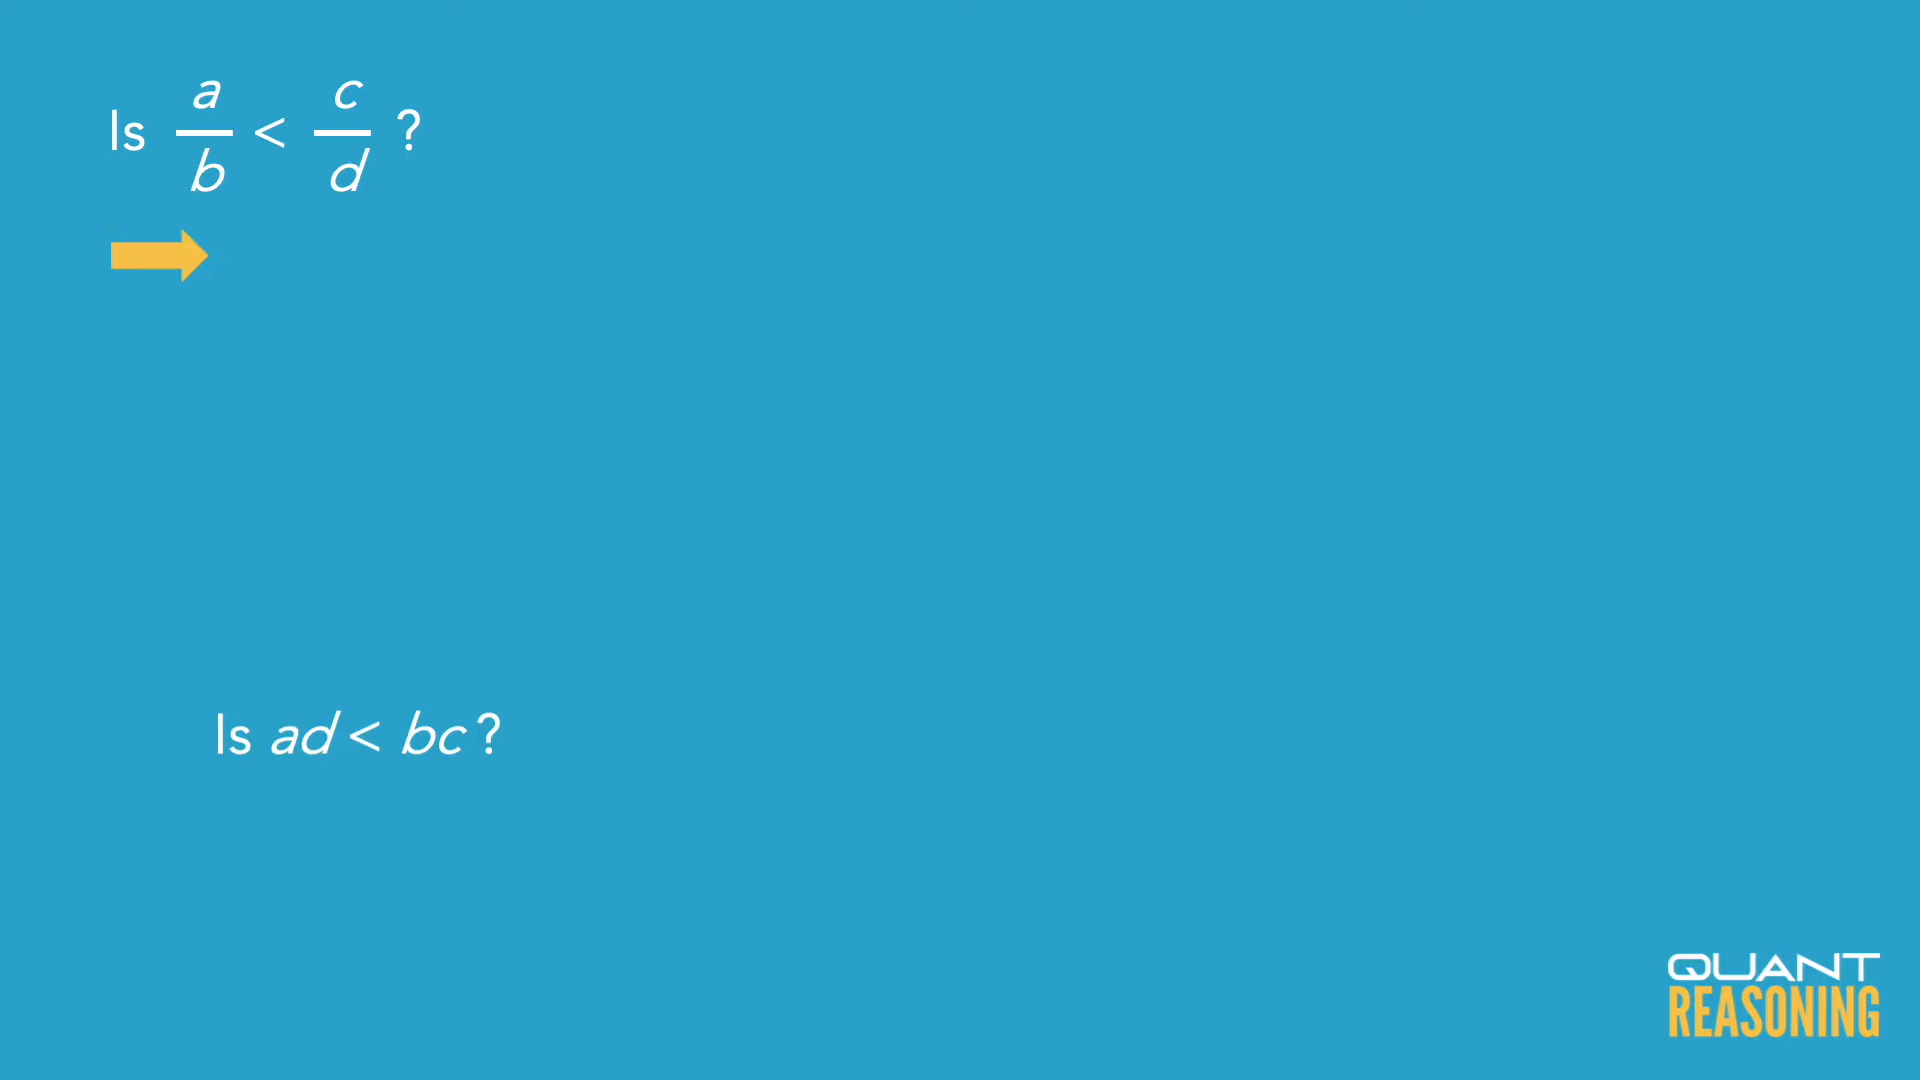 Is a/b < c/d ?
Is ad < bc ?
QUANT
REASONING